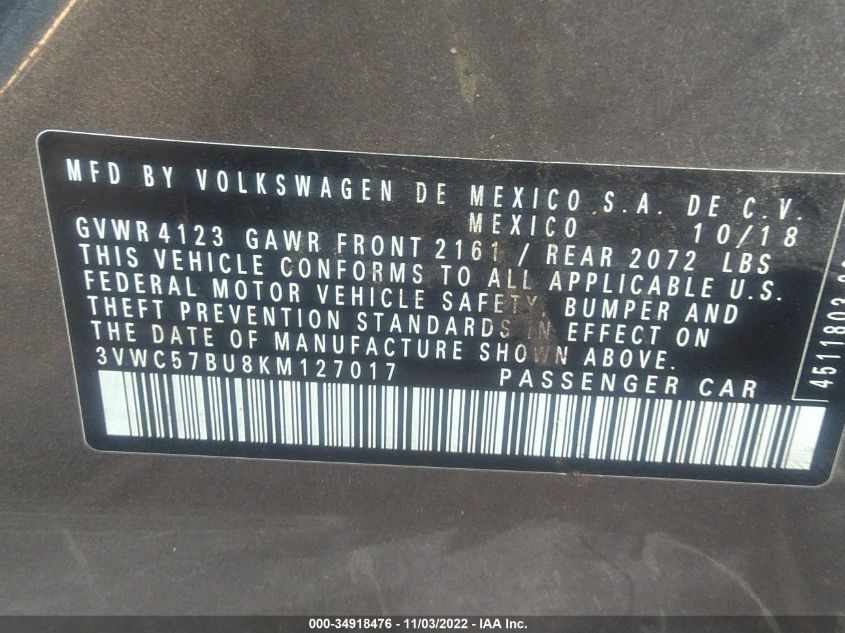 MFD BY VOLKSWAGEN DE MEXICO S.A. DE C.V.
MEXICO 10/18
GVWR 4123 GAWR FRONT 2161 / REAR 2072 LBS
THIS VEHICLE CONFORMS TO ALL APPLICABLE U.S.
FEDERAL MOTOR VEHICLE SAFETY, BUMPER AND
THEFT PREVENTION STANDARDS IN EFFECT ON
THE DATE OF MANUFACTURE SHOWN ABOVE.
3VWC57BU8KM127017 PASSENGER CAR
4511803
000-34918476 - 11/03/2022 - IAA Inc.